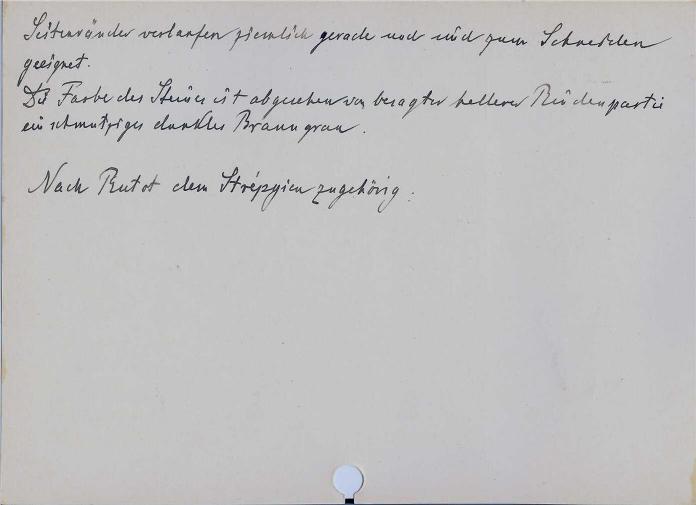 Seitenränder verlaufen ziemlich gerade und sind zum Schneiden
geeignet.
Die Farbe des Steines ist abgesehen von besagter hellerer Rückenpartie
ein schmutziges dunkles Braungrau.
Nach Rutot dem Strépyien zugehörig.